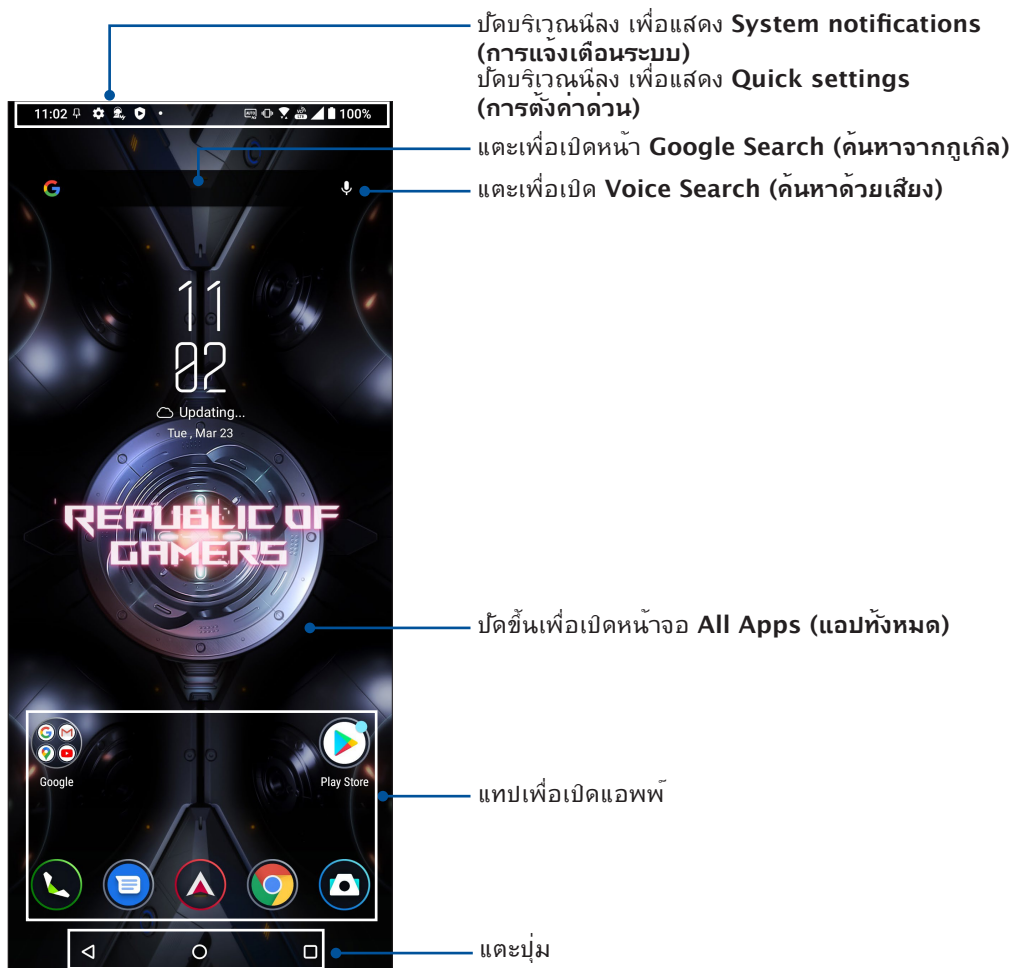 ปัดบริเวณนี้ลง เพื่อแสดง System notifications
(การแจ้งเตือนระบบ)
ปัดบริเวณนี้ลง เพื่อแสดง Quick settings
(การตั้งค่าด่วน)
11:02
100%
แตะเพื่อเปิดหน้า Google Search (ค้นหาจากกูเกิล)
แตะเพื่อเปิด Voice Search (ค้นหาด้วยเสียง)
11
02
Updating...
Tue , Mar 23
REPUBLIC OF
GAMERS
ปัดขึ้นเพื่อเปิดหน้าจอ All Apps (แอปทั้งหมด)
Google
Play Store
แทปเพื่อเปิดแอพพ์
แตะปุ่ม